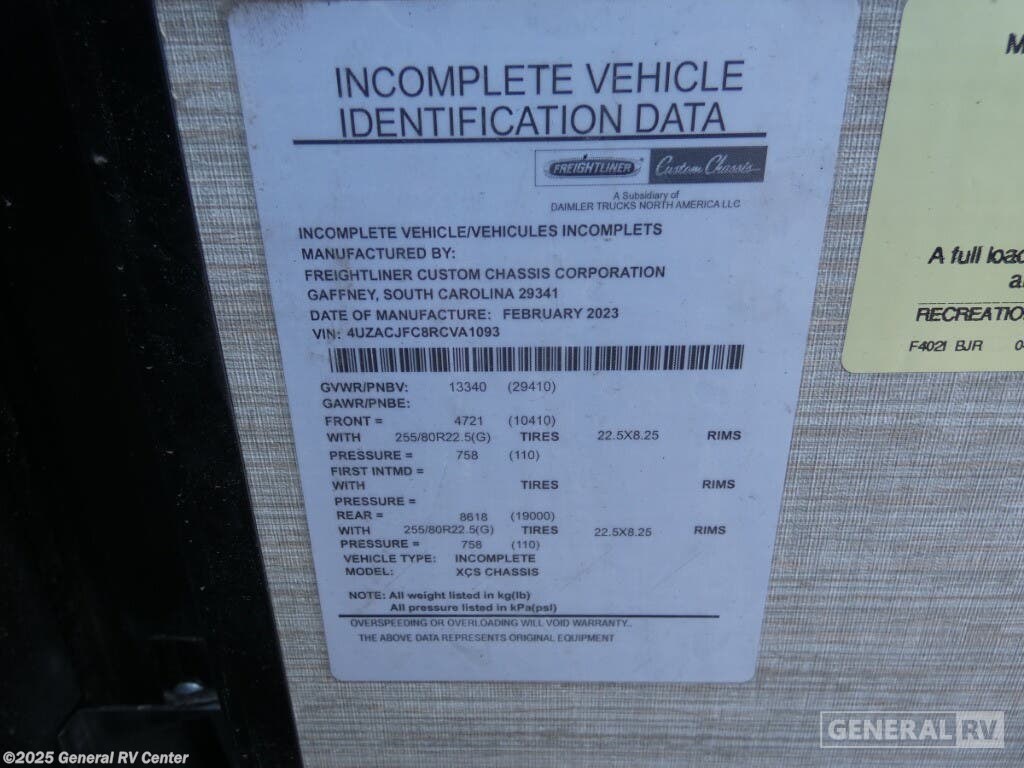 INCOMPLETE VEHICLE
IDENTIFICATION DATA
FREIGHTLINER Custom Chassis
A Subsidiary of
DAIMLER TRUCKS NORTH AMERICA LLC
INCOMPLETE VEHICLE/VEHICULES INCOMPLETS
MANUFACTURED BY:
FREIGHTLINER CUSTOM CHASSIS CORPORATION
GAFFNEY, SOUTH CAROLINA 29341
DATE OF MANUFACTURE: FEBRUARY 2023
VIN: 4UZACJFC8RCVA1093
GVWR/PNBV: 13340 (29410)
GAWR/PNBE:
FRONT = 4721 (10410)
WITH 255/80R22.5(G) TIRES 22.5X8.25 RIMS
PRESSURE = 758 (110)
FIRST INTMD =
WITH TIRES RIMS
PRESSURE =
REAR = 8618 (19000)
WITH 255/80R22.5(G) TIRES 22.5X8.25 RIMS
PRESSURE = 758 (110)
VEHICLE TYPE: INCOMPLETE
MODEL: XCS CHASSIS
NOTE: All weight listed in kg(lb)
All pressure listed in kPa(psi)
OVERSPEEDING OR OVERLOADING WILL VOID WARRANTY..
THE ABOVE DATA REPRESENTS ORIGINAL EQUIPMENT
M
A full load
a
RECREATIO
F4021 BJR 0
GENERAL RV
©2025 General RV Center